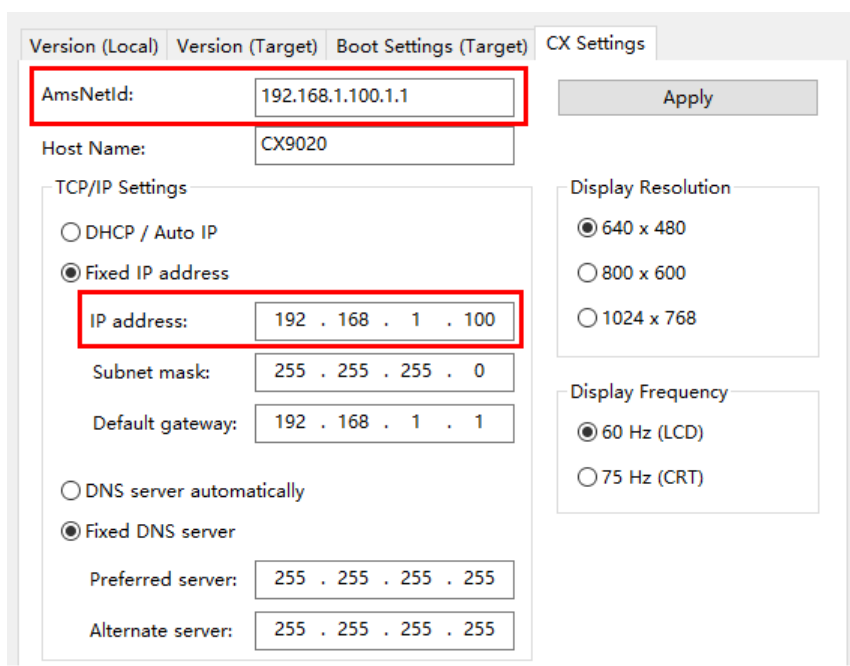 Version (Local) Version (Target) Boot Settings (Target) CX Settings
AmsNetId: 192.168.1.100.1.1
Apply
Host Name: CX9020
TCP/IP Settings
DHCP / Auto IP
Fixed IP address
IP address: 192 . 168 . 1 . 100
Subnet mask: 255 . 255 . 255 . 0
Default gateway: 192 . 168 . 1 . 1
DNS server automatically
Fixed DNS server
Preferred server: 255 . 255 . 255 . 255
Alternate server: 255 . 255 . 255 . 255
Display Resolution
640 x 480
800 x 600
1024 x 768
Display Frequency
60 Hz (LCD)
75 Hz (CRT)